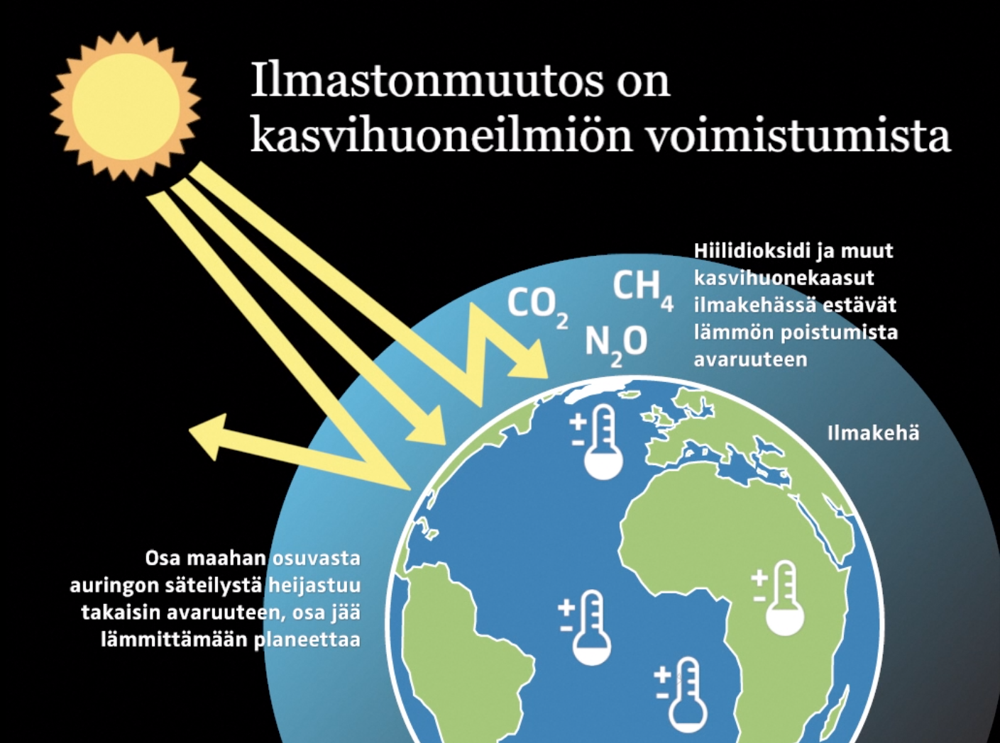 Ilmastonmuutos on
kasvihuoneilmiön voimistumista
Hiilidioksidi ja muut
kasvihuonekaasut
ilmakehässä estävät
lämmön poistumista
avaruuteen
CO₂
CH₄
N₂O
Ilmakehä
Osa maahan osuvasta
auringon säteilystä heijastuu
takaisin avaruuteen, osa jää
lämmittämään planeettaa
+
-
+
-
+
-
+
-